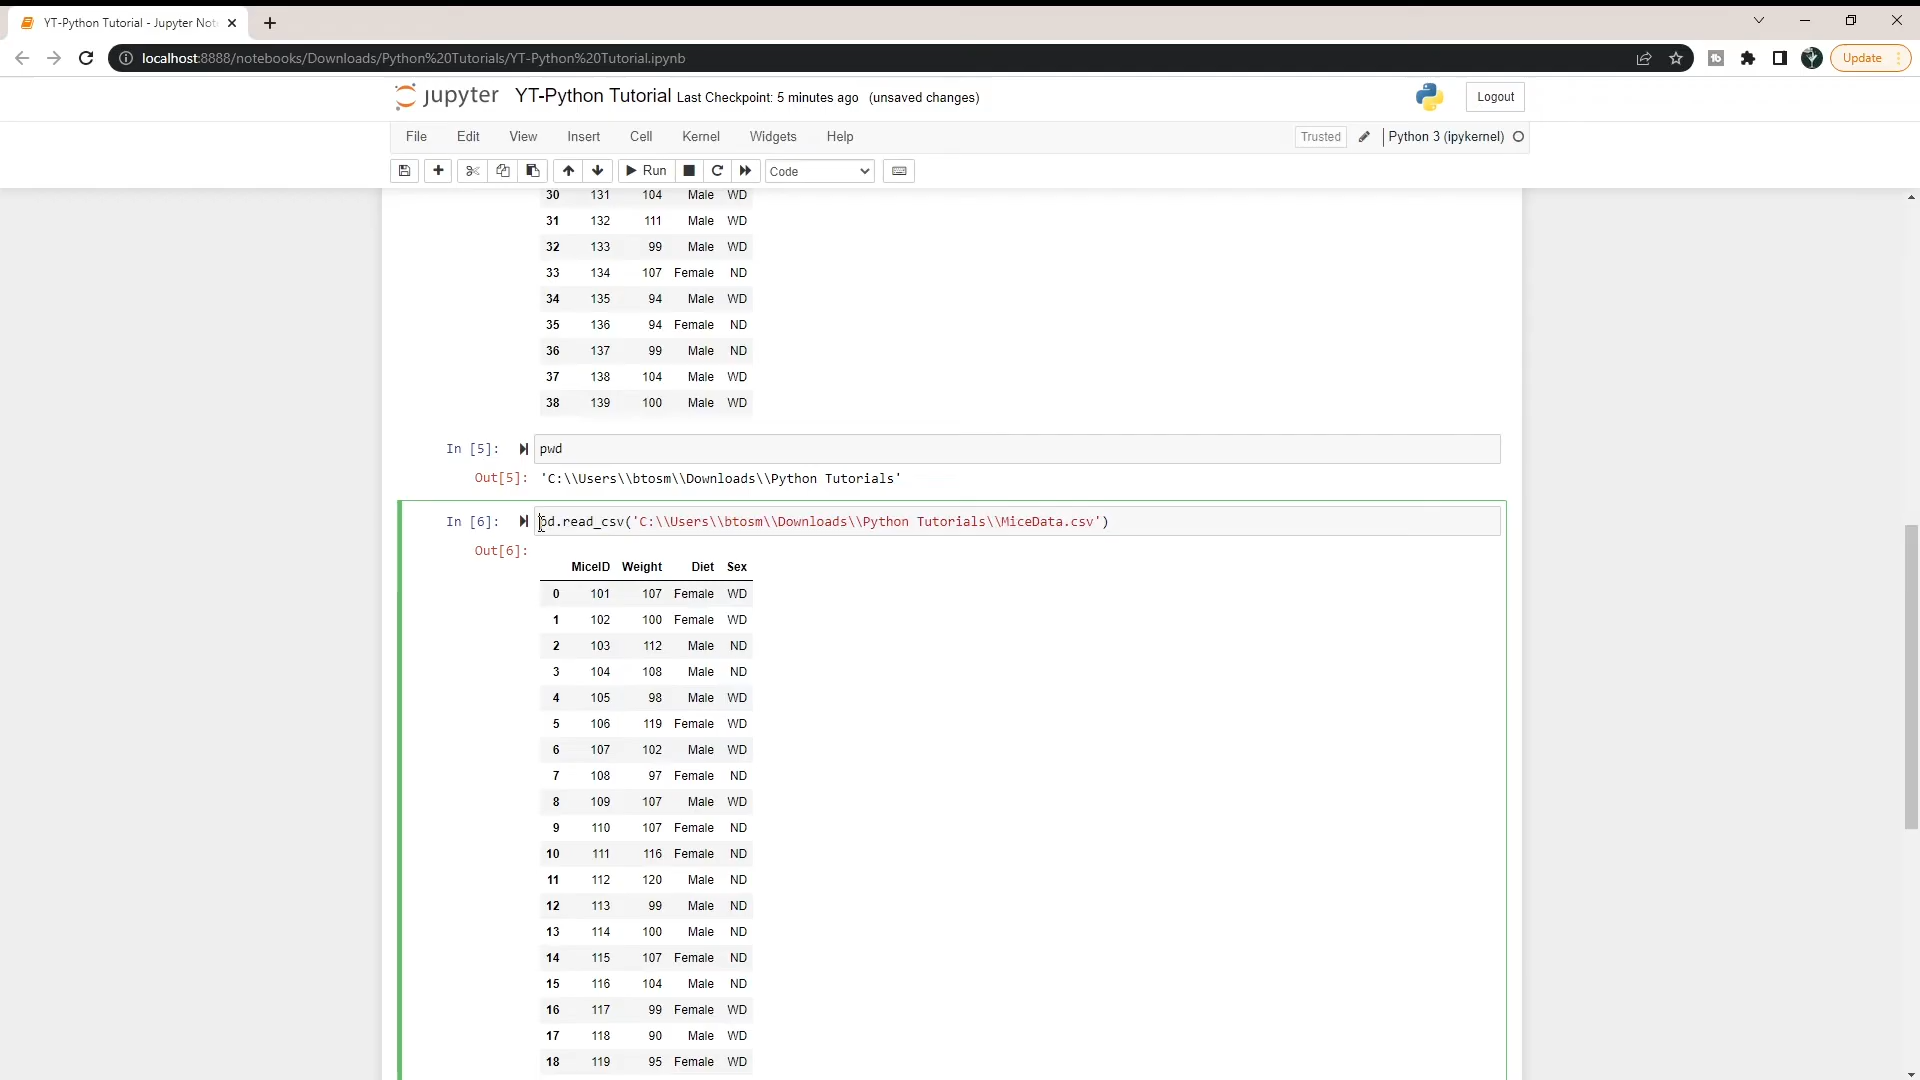 YT-Python Tutorial - Jupyter Not
localhost:8888/notebooks/Downloads/Python%20Tutorials/YT-Python%20Tutorial.ipynb
Update
jupyter YT-Python Tutorial Last Checkpoint: 5 minutes ago (unsaved changes)
Logout
File Edit View Insert Cell Kernel Widgets Help
Trusted Python 3 (ipykernel)
Run Code
30 131 104 Male WD
31 132 111 Male WD
32 133 99 Male WD
33 134 107 Female ND
34 135 94 Male WD
35 136 94 Female ND
36 137 99 Male ND
37 138 104 Male WD
38 139 100 Male WD
In [5]: pwd
Out[5]: 'C:\\Users\\btosm\\Downloads\\Python Tutorials'
In [6]: pd.read_csv('C:\\Users\\btosm\\Downloads\\Python Tutorials\\MiceData.csv')
Out[6]:
MiceID Weight Diet Sex
0 101 107 Female WD
1 102 100 Female WD
2 103 112 Male ND
3 104 108 Male ND
4 105 98 Male WD
5 106 119 Female WD
6 107 102 Male WD
7 108 97 Female ND
8 109 107 Male WD
9 110 107 Female ND
10 111 116 Female ND
11 112 120 Male ND
12 113 99 Male ND
13 114 100 Male ND
14 115 107 Female ND
15 116 104 Male ND
16 117 99 Female WD
17 118 90 Male WD
18 119 95 Female WD